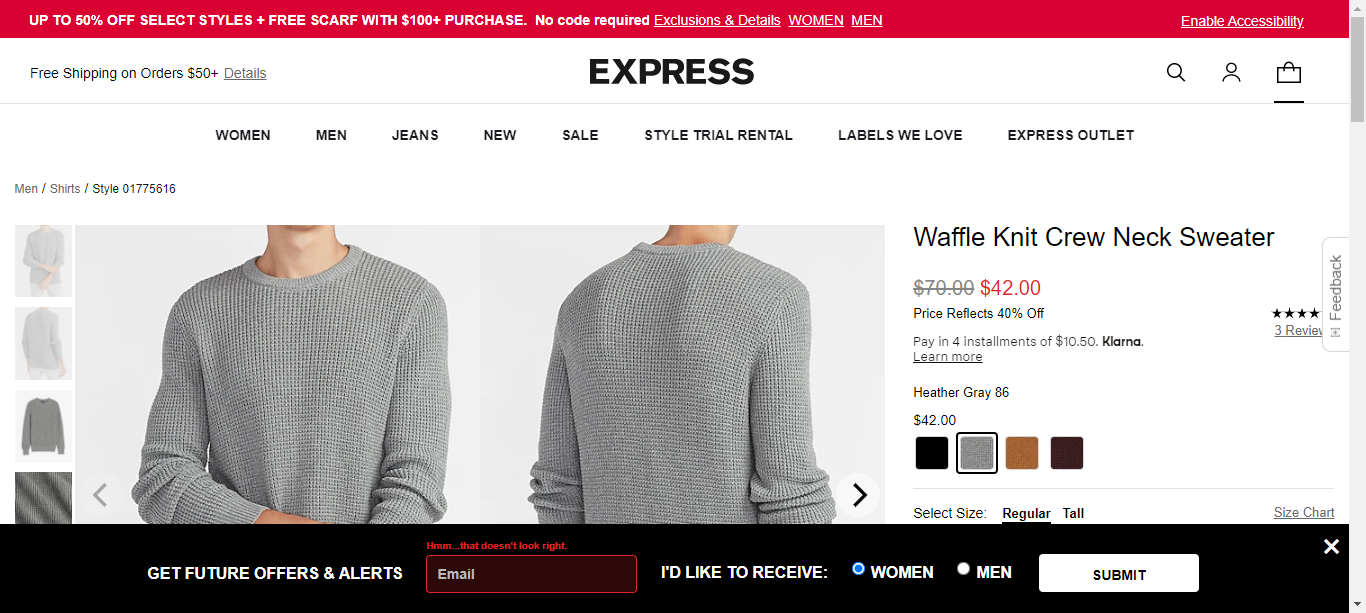 UP TO 50% OFF SELECT STYLES + FREE SCARF WITH $100+ PURCHASE. No code required Exclusions & Details WOMEN MEN
Enable Accessibility
Free Shipping on Orders $50+ Details
EXPRESS
WOMEN MEN JEANS NEW SALE STYLE TRIAL RENTAL LABELS WE LOVE EXPRESS OUTLET
Men / Shirts / Style 01775616
Waffle Knit Crew Neck Sweater
$70.00 $42.00
Price Reflects 40% Off
3 Review
Feedback
Pay in 4 installments of $10.50. Klarna.
Learn more
Heather Gray 86
$42.00
Select Size: Regular Tall Size Chart
Hmm...that doesn't look right.
GET FUTURE OFFERS & ALERTS Email I'D LIKE TO RECEIVE: WOMEN MEN SUBMIT